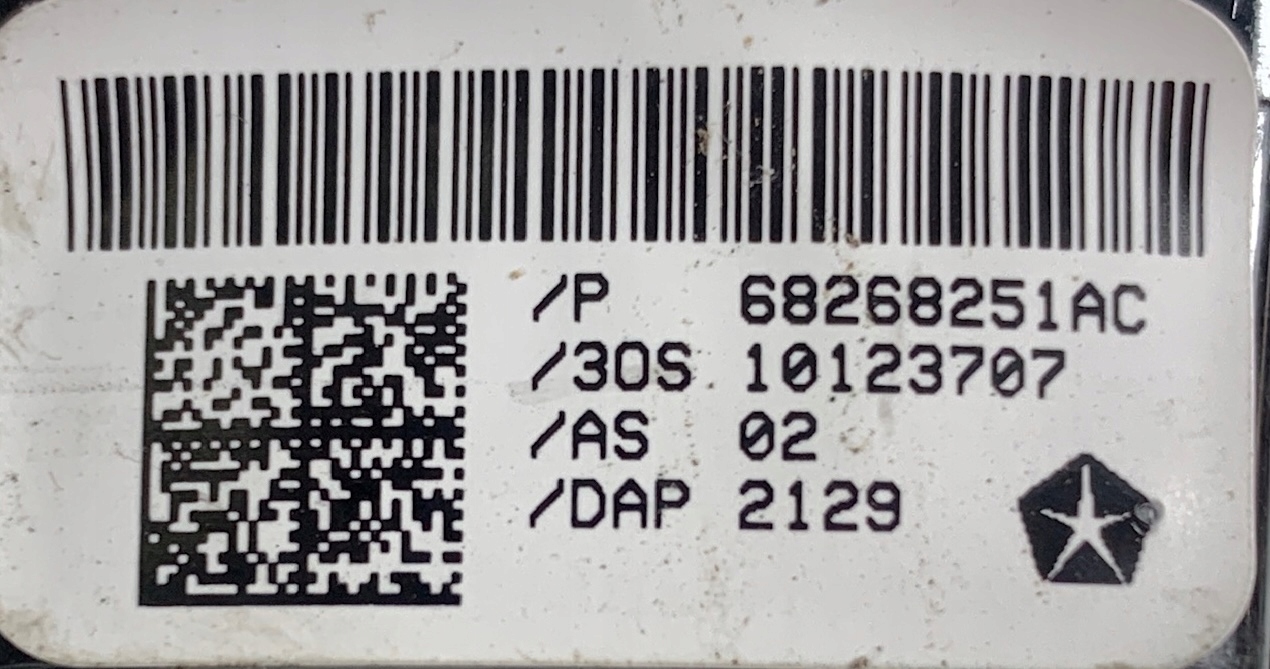 /P 68268251AC
/3OS 10123707
/AS 02
/DAP 2129